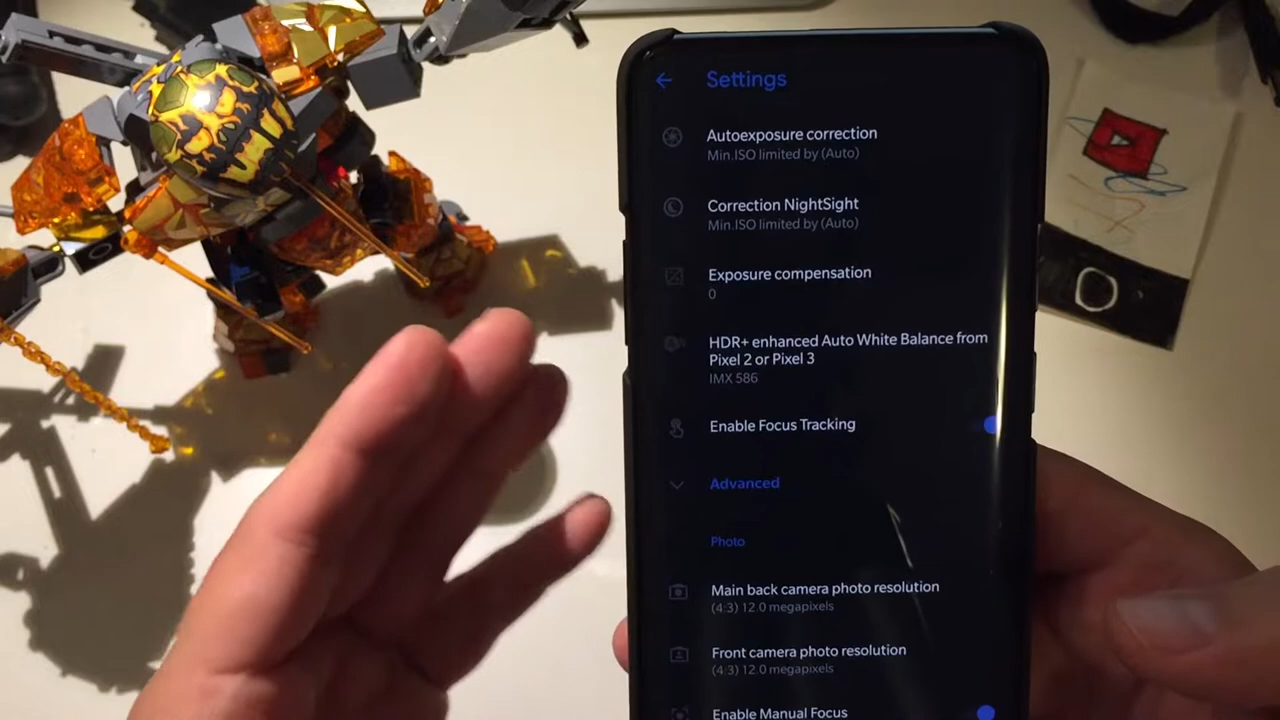 Settings
Autoexposure correction
Min.ISO limited by (Auto)
Correction NightSight
Min.ISO limited by (Auto)
Exposure compensation
0
HDR+ enhanced Auto White Balance from
Pixel 2 or Pixel 3
IMX 586
Enable Focus Tracking
Advanced
Photo
Main back camera photo resolution
(4:3) 12.0 megapixels
Front camera photo resolution
(4:3) 12.0 megapixels
Enable Manual Focus